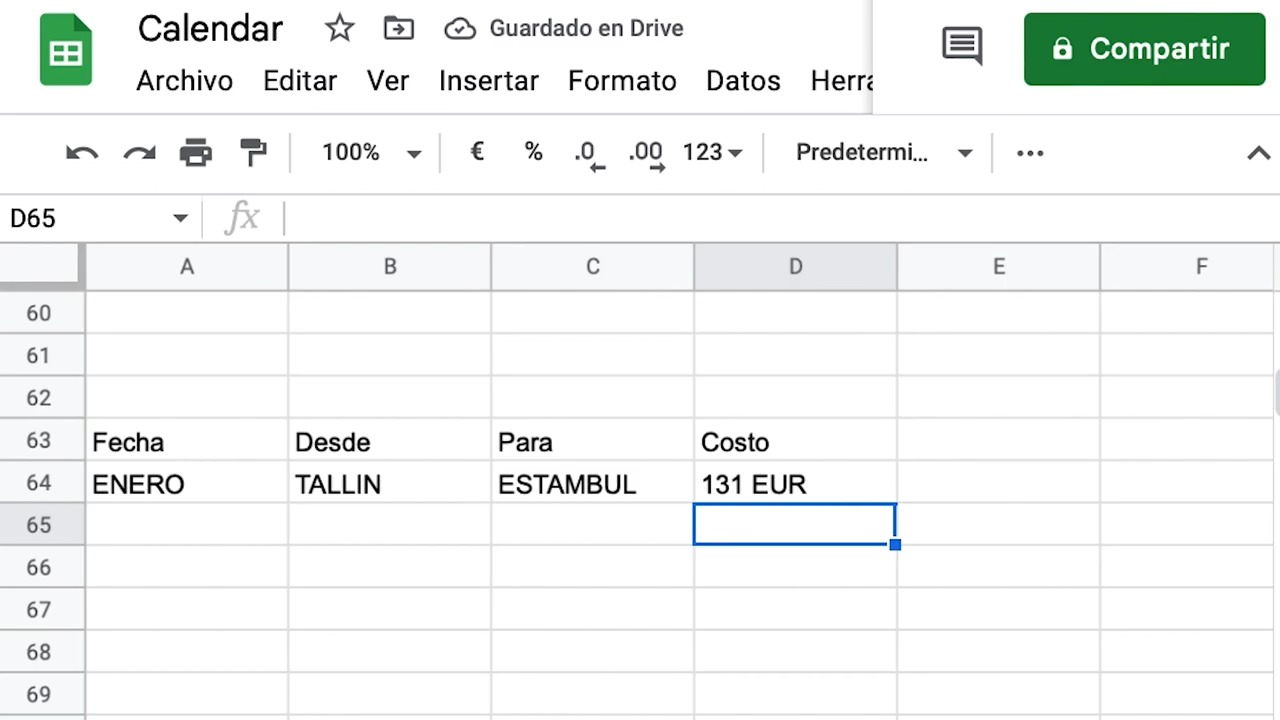 Calendar
Guardado en Drive
Compartir
Archivo Editar Ver Insertar Formato Datos Herra
100% € % .0 .00 123 Predetermi...
D65 fx
A B C D E F
60
61
62
63 Fecha Desde Para Costo
64 ENERO TALLIN ESTAMBUL 131 EUR
65
66
67
68
69